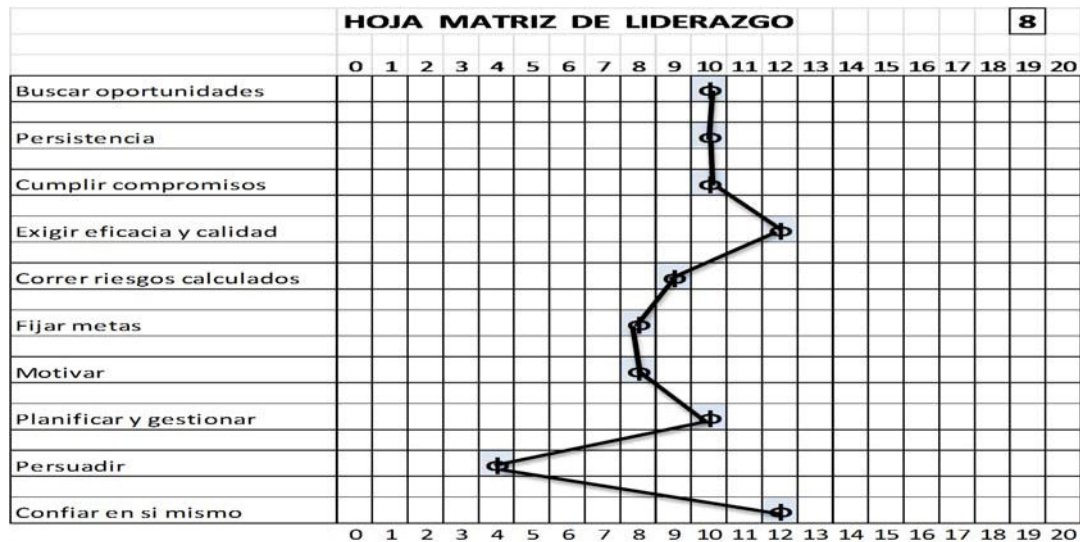 HOJA MATRIZ DE LIDERAZGO 8
0 1 2 3 4 5 6 7 8 9 10 11 12 13 14 15 16 17 18 19 20
Buscar oportunidades
Persistencia
Cumplir compromisos
Exigir eficacia y calidad
Correr riesgos calculados
Fijar metas
Motivar
Planificar y gestionar
Persuadir
Confiar en si mismo
0 1 2 3 4 5 6 7 8 9 10 11 12 13 14 15 16 17 18 19 20